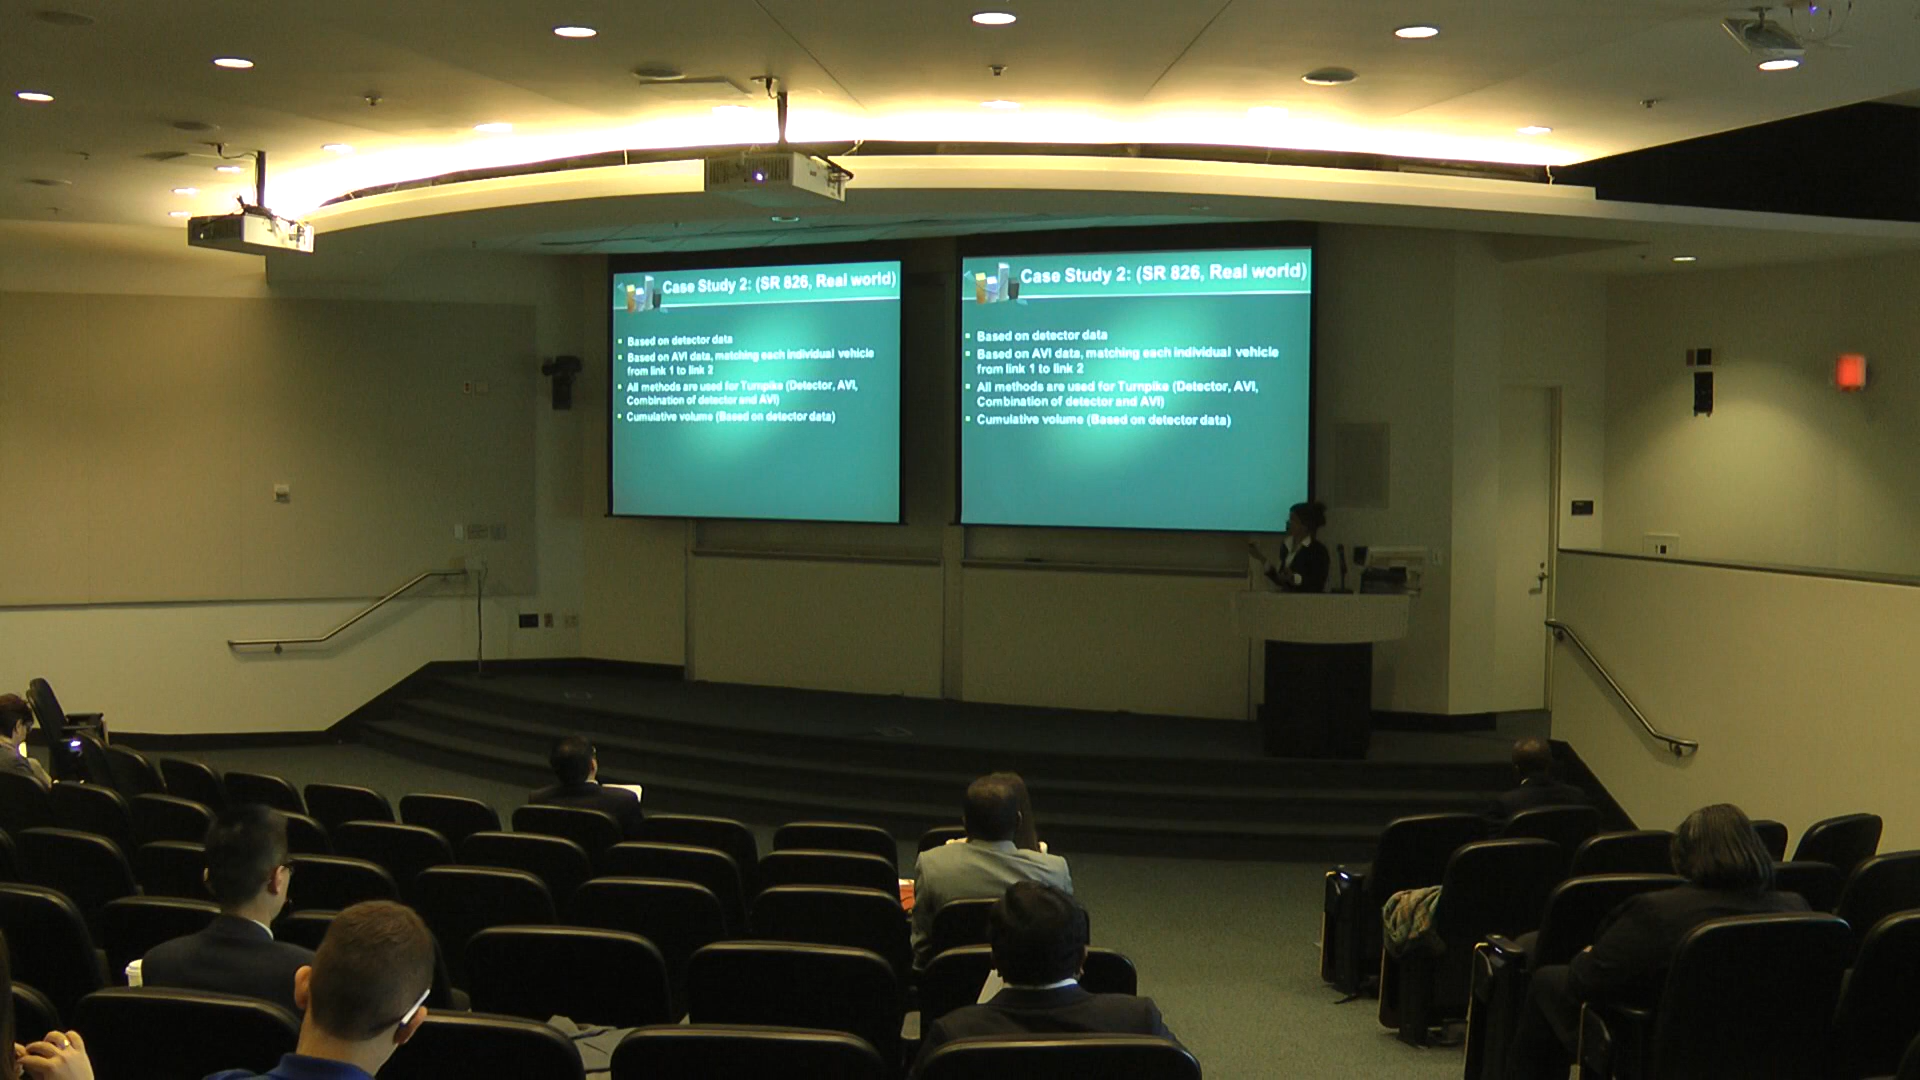 Case Study 2: (SR 826, Real world)
Based on detector data
Based on AVI data, matching each individual vehicle
from link 1 to link 2
All methods are used for Turnpike (Detector, AVI,
Combination of detector and AVI)
Cumulative volume (Based on detector data)
Case Study 2: (SR 826, Real world)
Based on detector data
Based on AVI data, matching each individual vehicle
from link 1 to link 2
All methods are used for Turnpike (Detector, AVI,
Combination of detector and AVI)
Cumulative volume (Based on detector data)